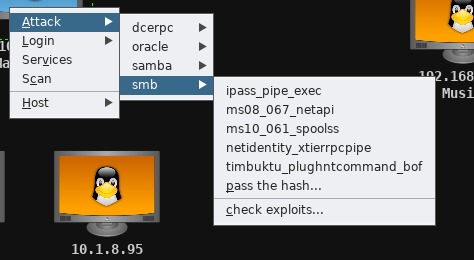 Attack
Login
Services
Scan
Host
dcerpc
oracle
samba
smb
ipass_pipe_exec
ms08_067_netapi
ms10_061_spoolss
netidentity_xtierrpcpipe
timbuktu_plughntcommand_bof
pass the hash...
check exploits...
192.168
Musi
10.1.8.95